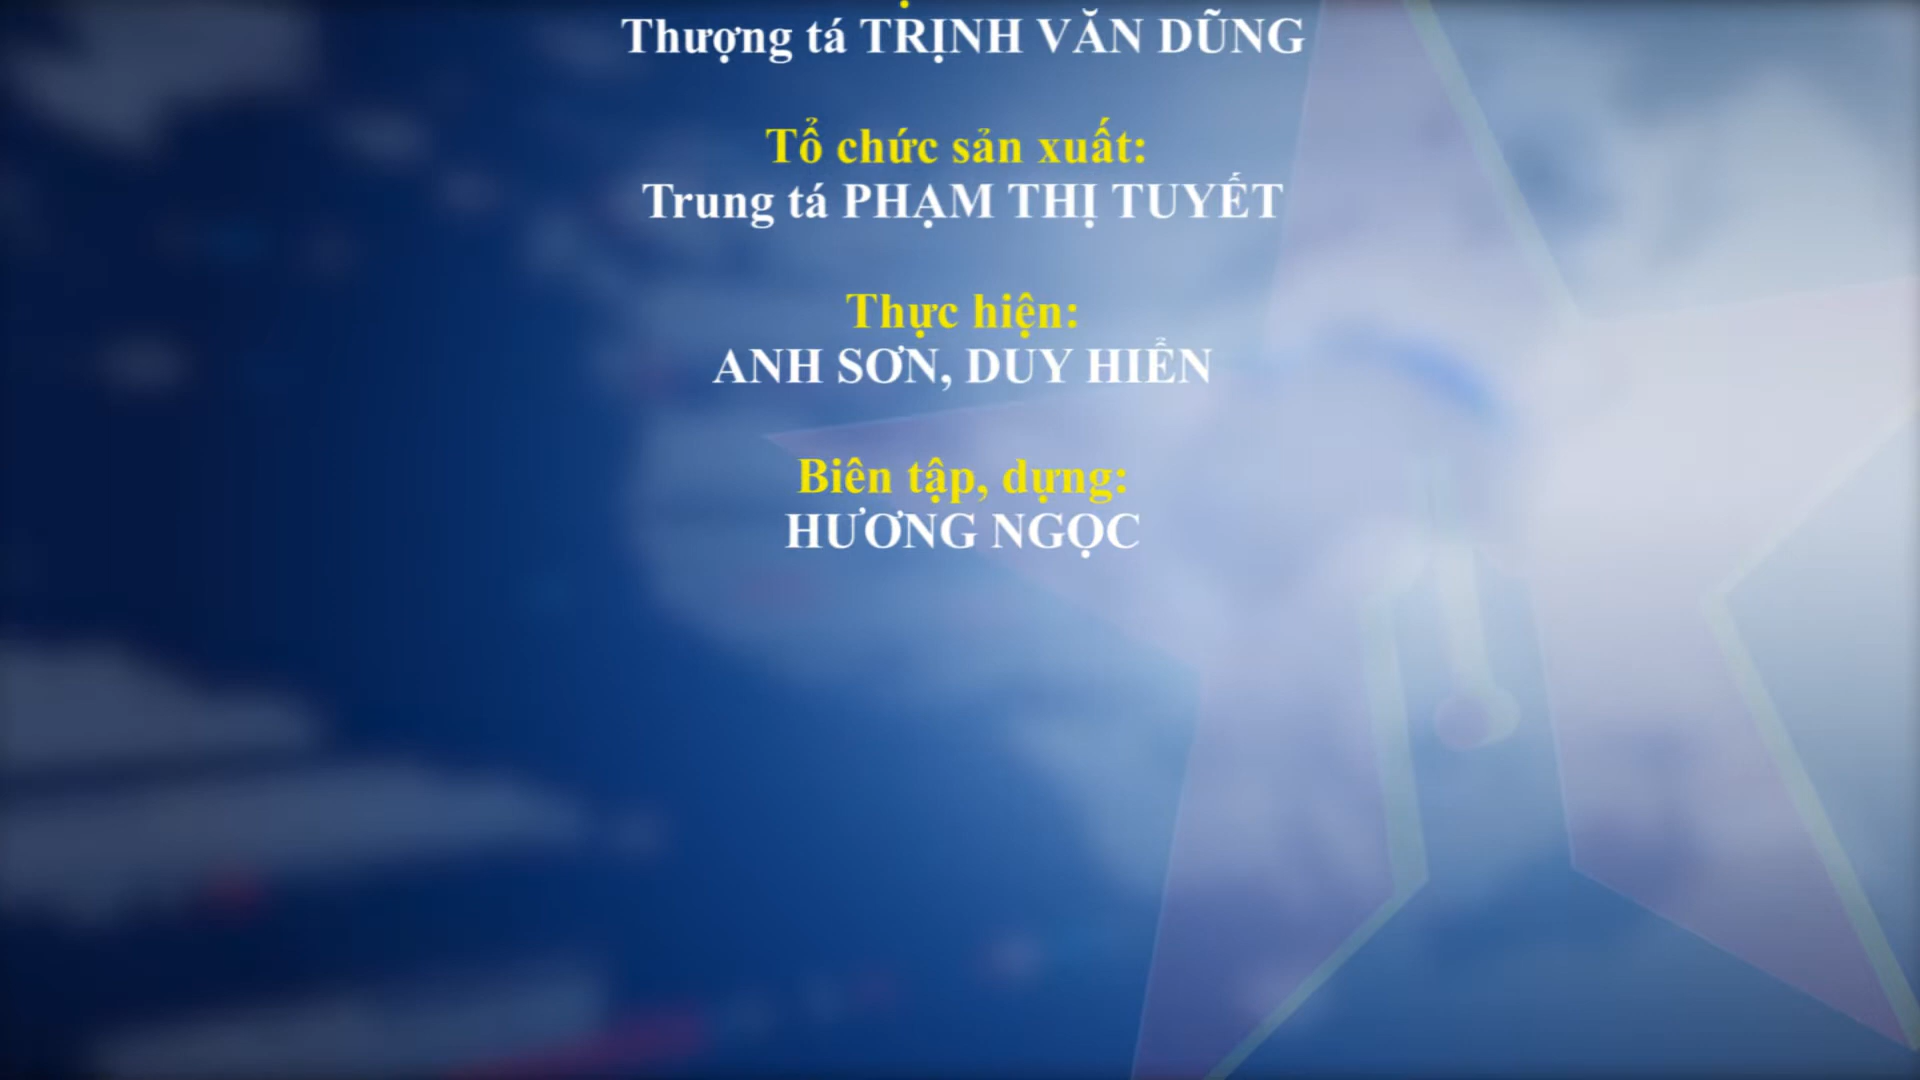 Thượng tá TRỊNH VĂN DŨNG
Tổ chức sản xuất:
Trung tá PHẠM THỊ TUYẾT
Thực hiện:
ANH SƠN, DUY HIỂN
Biên tập, dựng:
HƯƠNG NGỌC